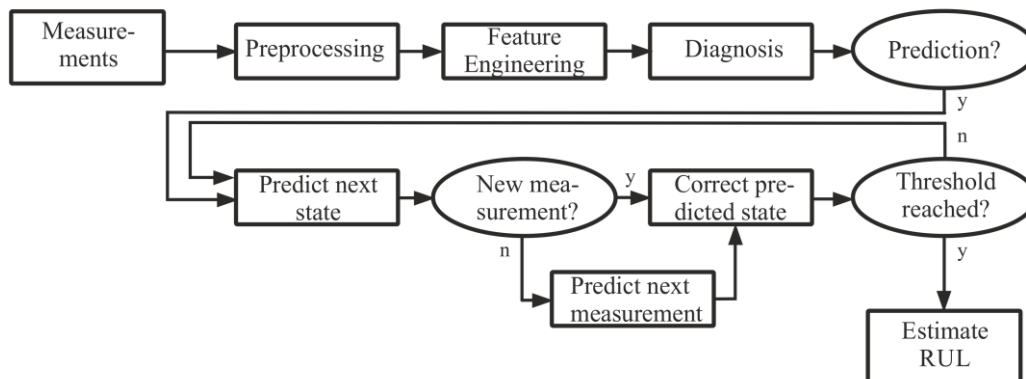 Measure-
ments
Preprocessing
Feature
Engineering
Diagnosis
Prediction?
y
n
Predict next
state
New mea-
surement?
y
Correct pre-
dicted state
Threshold
reached?
n
y
Predict next
measurement
Estimate
RUL